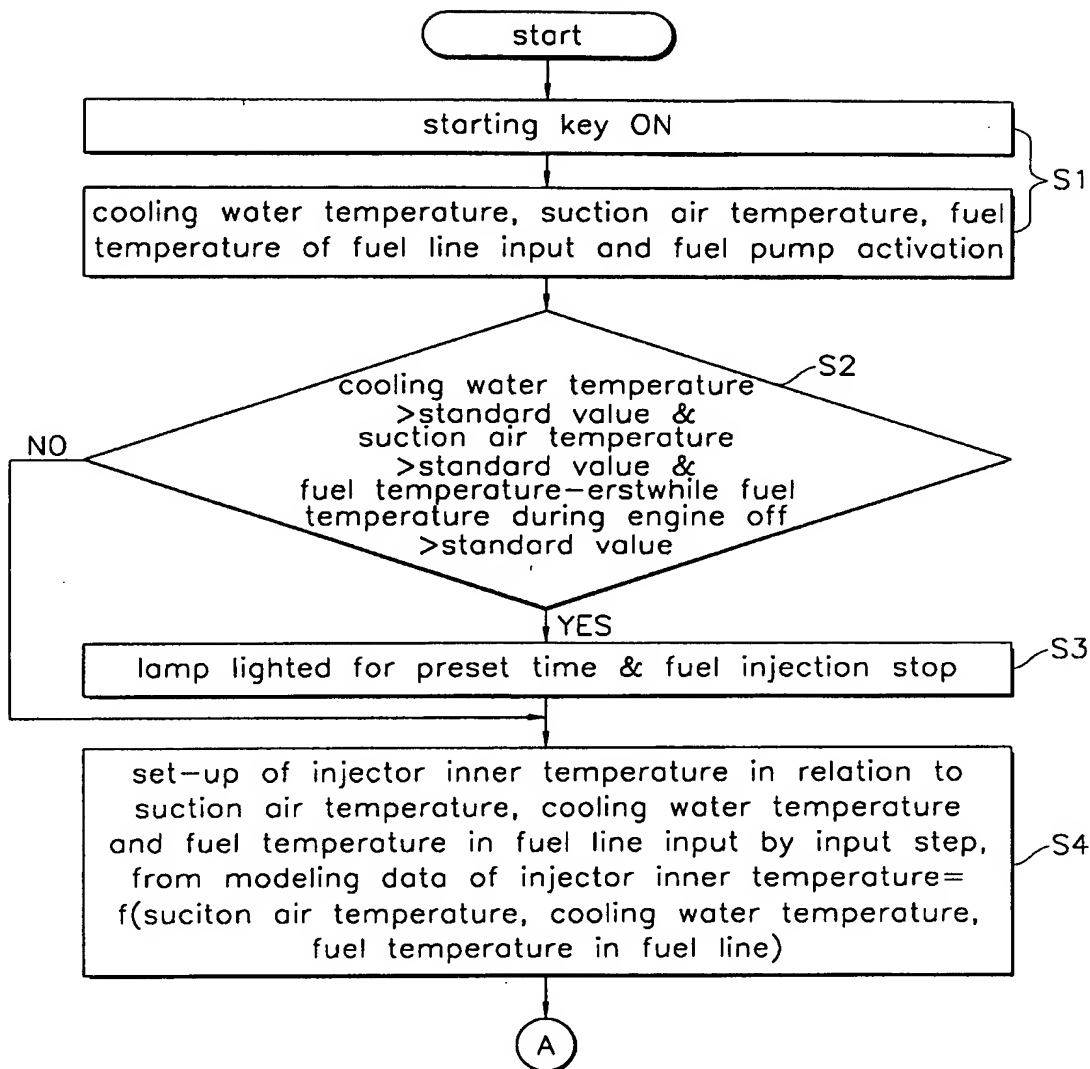 start
starting key ON
S1
cooling water temperature, suction air temperature, fuel
temperature of fuel line input and fuel pump activation
S2
cooling water temperature
>standard value &
suction air temperature
>standard value &
fuel temperature-erstwhile fuel
temperature during engine off
>standard value
NO
YES
lamp lighted for preset time & fuel injection stop
S3
set-up of injector inner temperature in relation to
suction air temperature, cooling water temperature
and fuel temperature in fuel line input by input step,
from modeling data of injector inner temperature=
f(suciton air temperature, cooling water temperature,
fuel temperature in fuel line)
S4
A